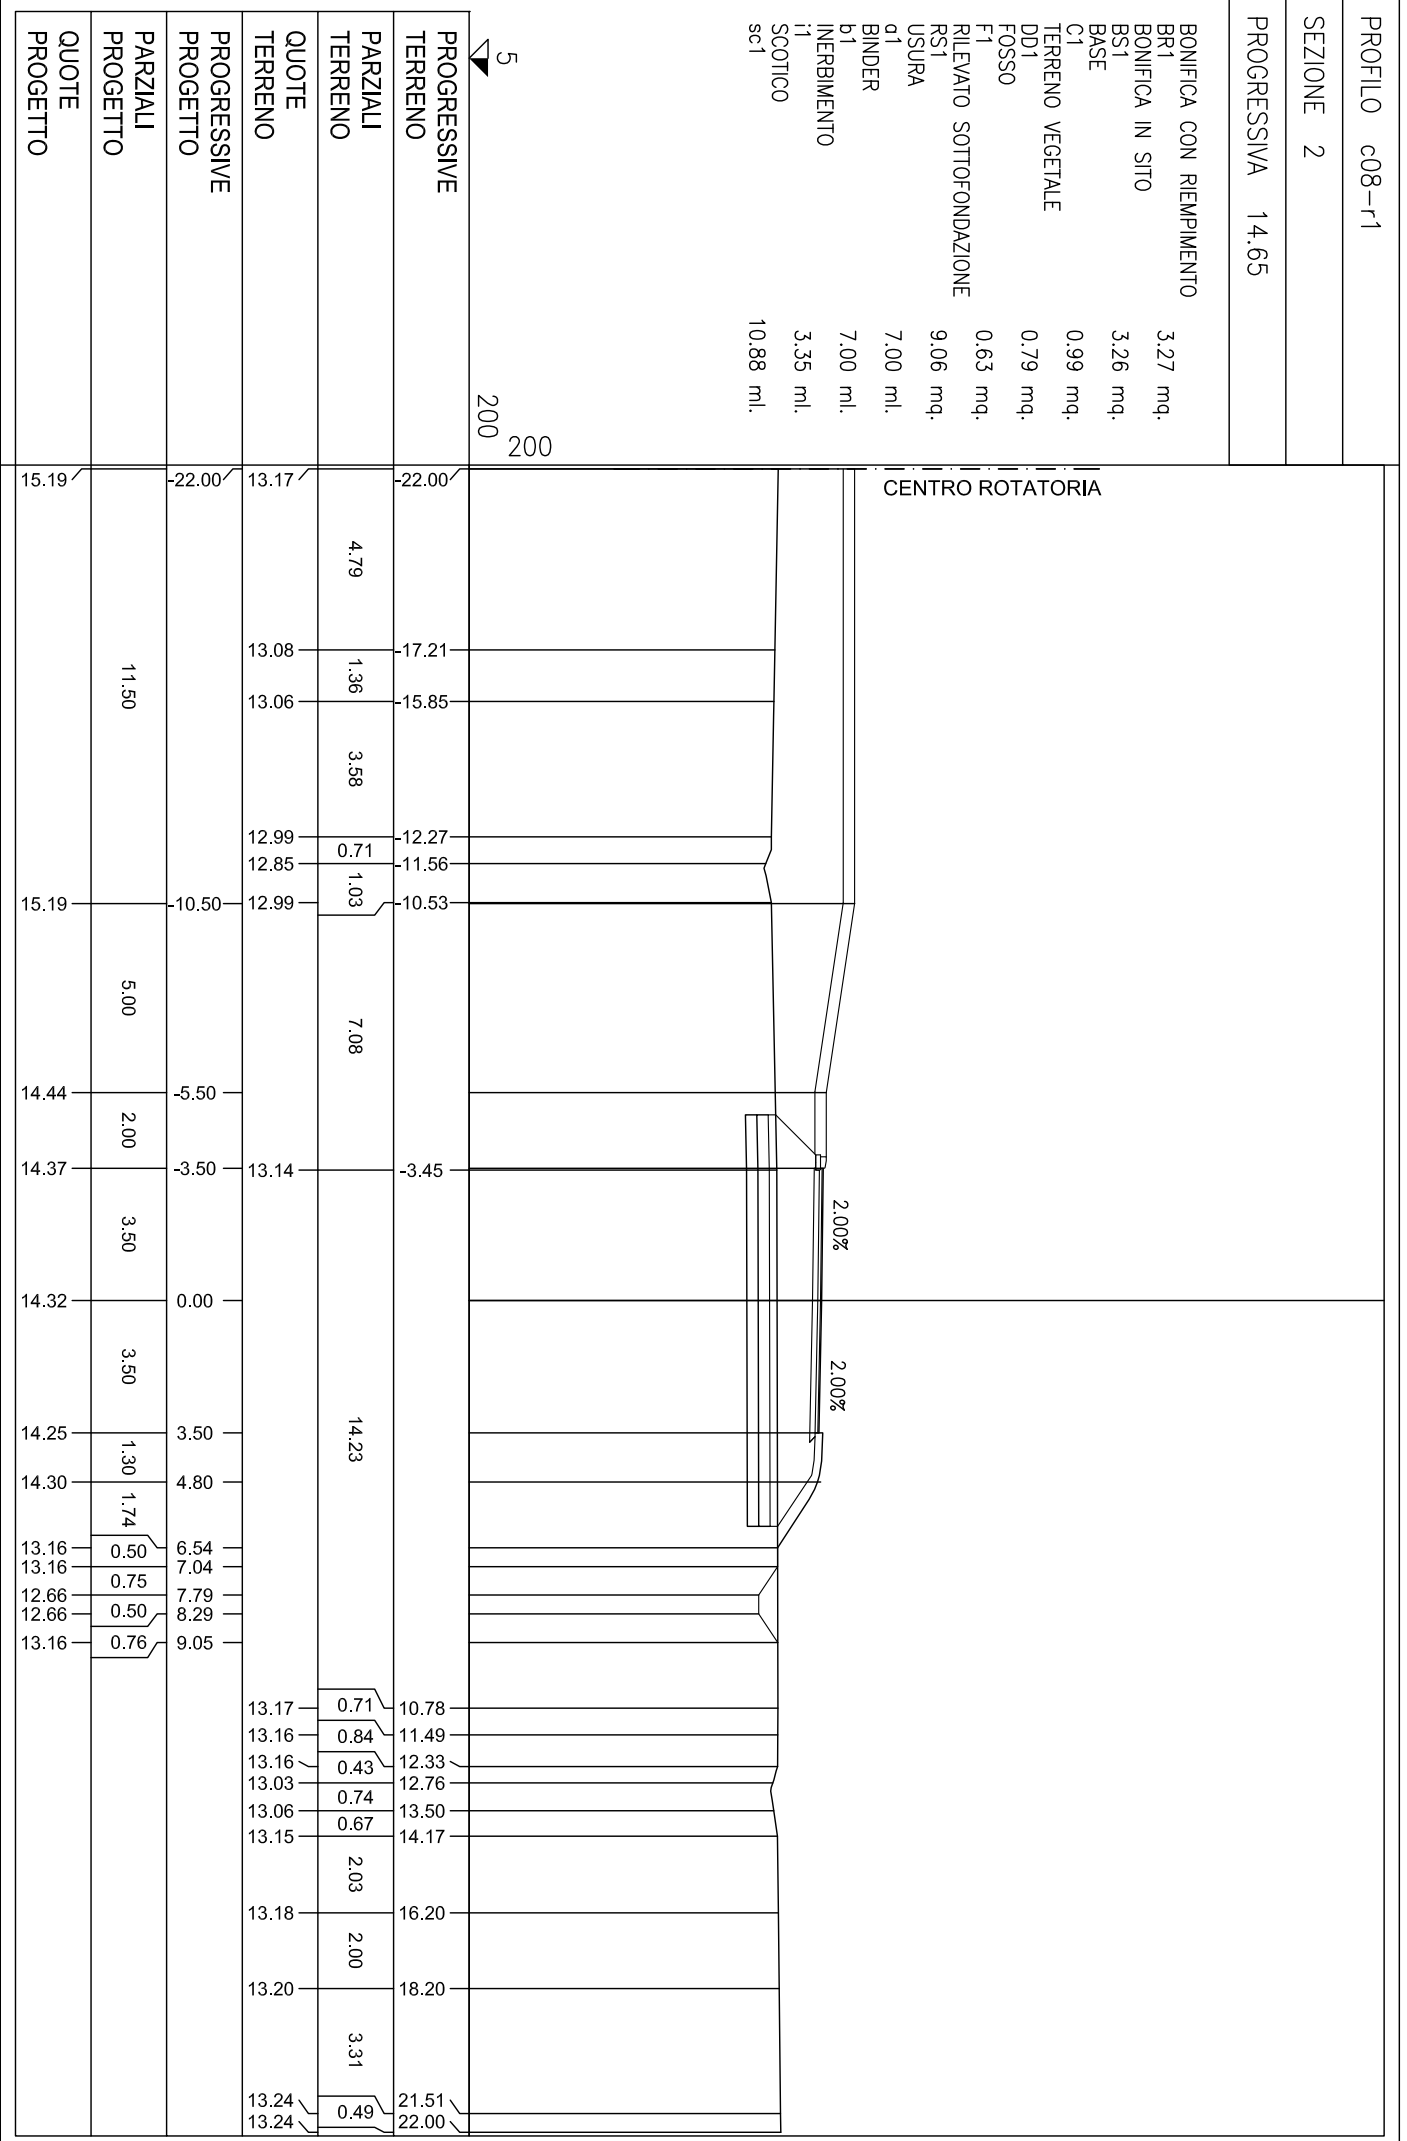 PROFILO c08-r1
SEZIONE 2
PROGRESSIVA 14.65
BONIFICA CON RIEMPIMENTO
BR1 3.27 mq.
BONIFICA IN SITO
BS1 3.26 mq.
BASE
C1 0.99 mq.
TERRENO VEGETALE
DD1 0.79 mq.
FOSSO
F1 0.63 mq.
RILEVATO SOTTOFONDAZIONE
RS1 9.06 mq.
USURA
a1 7.00 ml.
BINDER
b1 7.00 ml.
INERBIMENTO
i1 3.35 ml.
SCOTICO
sc1 10.88 ml.
CENTRO ROTATORIA
2.00% 2.00%
200
200
5
PROGRESSIVE
TERRENO
-22.00 -17.21 -15.85 -12.27 -11.56 -10.53 -3.45 10.78 11.49 12.33 12.76 13.50 14.17 16.20 18.20 21.51 22.00
PARZIALI
TERRENO
4.79 1.36 3.58 0.71 1.03 7.08 14.23 0.71 0.84 0.43 0.74 0.67 2.03 2.00 3.31 0.49
QUOTE
TERRENO
13.17 13.08 13.06 12.99 12.85 12.99 13.14 13.17 13.16 13.16 13.03 13.06 13.15 13.18 13.20 13.24 13.24
PROGRESSIVE
PROGETTO
-22.00 -10.50 -5.50 -3.50 0.00 3.50 4.80 6.54 7.04 7.79 8.29 9.05
PARZIALI
PROGETTO
11.50 5.00 2.00 3.50 3.50 1.30 1.74 0.50 0.75 0.50 0.76
QUOTE
PROGETTO
15.19 15.19 14.44 14.37 14.32 14.25 14.30 13.16 13.16 12.66 12.66 13.16